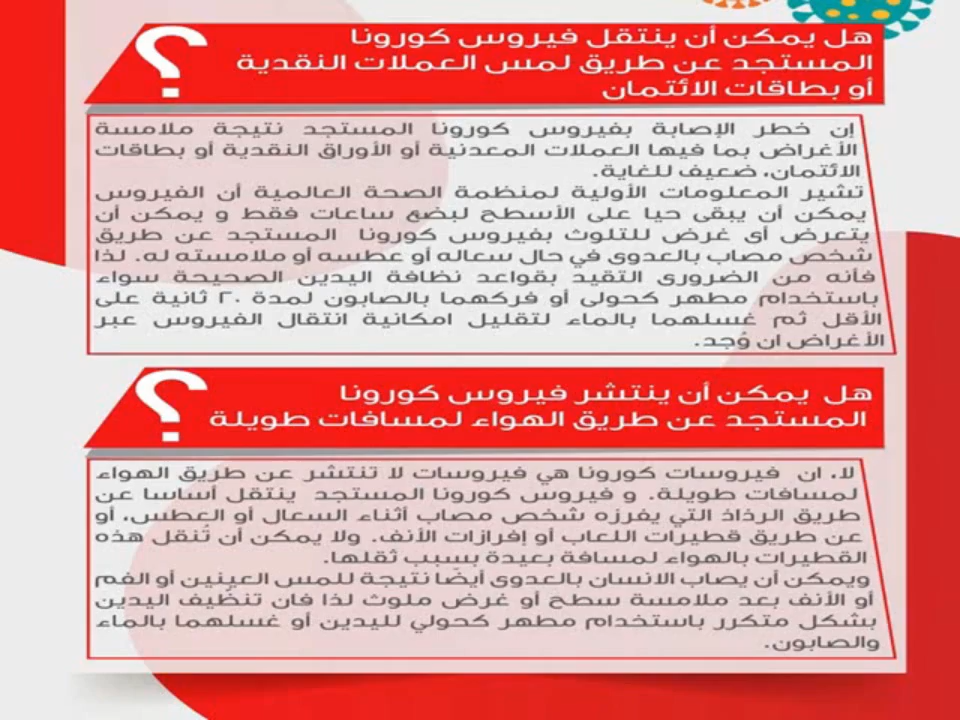 هل يمكن أن ينتقل فيروس كورونا
المستجد عن طريق لمس العملات النقدية
أو بطاقات الائتمان
؟
إن خطر الإصابة بفيروس كورونا المستجد نتيجة ملامسة
الأغراض بما فيها العملات المعدنية أو الأوراق النقدية أو بطاقات
الائتمان، ضعيف للغاية.
تشير المعلومات الأولية لمنظمة الصحة العالمية أن الفيروس
يمكن أن يبقى حيا على الأسطح لبضع ساعات فقط و يمكن أن
يتعرض أى غرض للتلوث بفيروس كورونا المستجد عن طريق
شخص مصاب بالعدوى في حال سعاله أو عطسه أو ملامسته له. لذا
فأنه من الضرورى التقيد بقواعد نظافة اليدين الصحيحة سواء
باستخدام مطهر كحولى أو فركهما بالصابون لمدة ٢٠ ثانية على
الأقل ثم غسلهما بالماء لتقليل امكانية انتقال الفيروس عبر
الأغراض ان وُجد.
هل يمكن أن ينتشر فيروس كورونا
المستجد عن طريق الهواء لمسافات طويلة
؟
لا، ان فيروسات كورونا هي فيروسات لا تنتشر عن طريق الهواء
لمسافات طويلة. و فيروس كورونا المستجد ينتقل أساسا عن
طريق الرذاذ التي يفرزه شخص مصاب أثناء السعال أو العطس، أو
عن طريق قطيرات اللعاب أو إفرازات الأنف. ولا يمكن أن تُنقل هذه
القطيرات بالهواء لمسافة بعيدة بسبب ثقلها.
ويمكن أن يصاب الانسان بالعدوى أيضًا نتيجة للمس العينين أو الفم
أو الأنف بعد ملامسة سطح أو غرض ملوث لذا فان تنظيف اليدين
بشكل متكرر باستخدام مطهر كحولي لليدين أو غسلهما بالماء
والصابون.